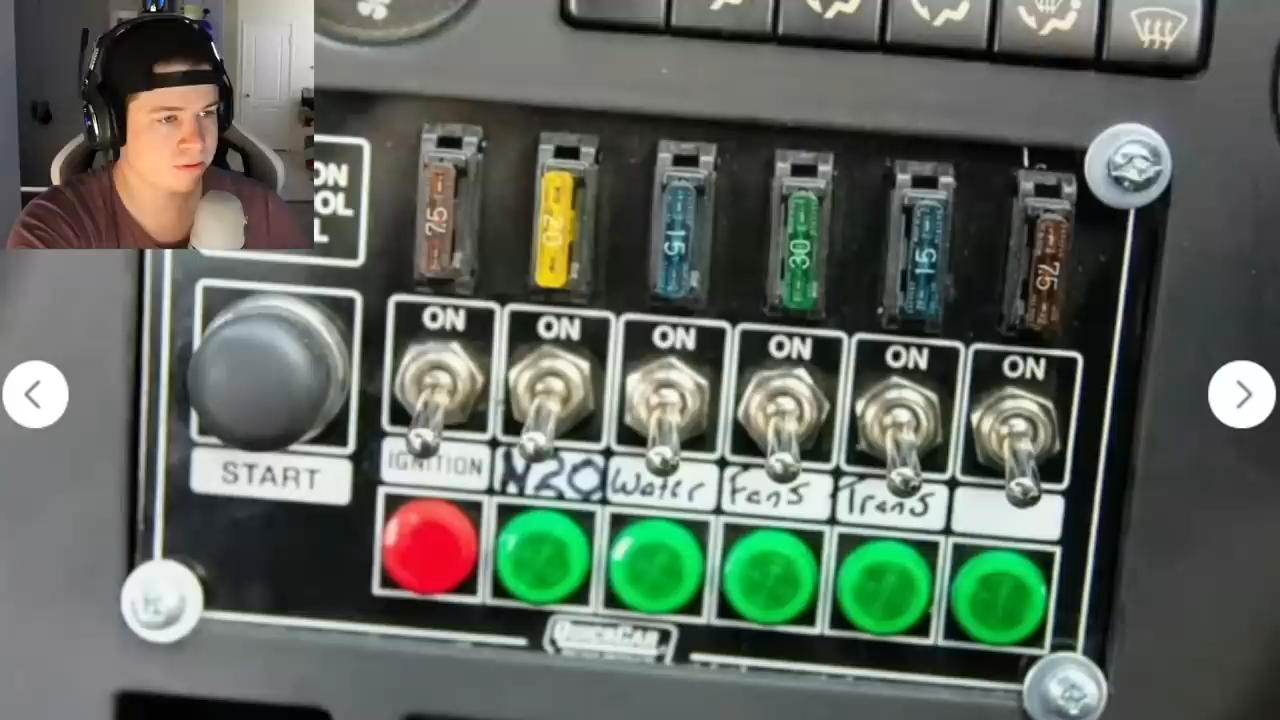 ON
OL
L
7.5
20
15
30
15
7.5
ON
ON
ON
ON
ON
ON
START
IGNITION
N2O
Water
Fans
Trans
QUICKCAR